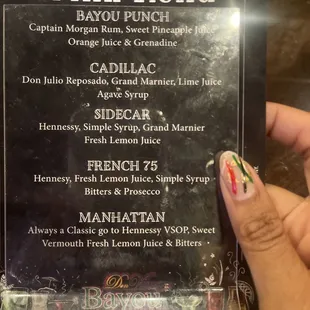 BAYOU PUNCH
Captain Morgan Rum, Sweet Pineapple Juice
Orange Juice & Grenadine
CADILLAC
Don Julio Reposado, Grand Marnier, Lime Juice
Agave Syrup
SIDECAR
Hennessy, Simple Syrup, Grand Marnier
Fresh Lemon Juice
FRENCH 75
Hennesy, Fresh Lemon Juice, Simple Syrup
Bitters & Prosecco
MANHATTAN
Always a Classic go to Hennessy VSOP, Sweet
Vermouth Fresh Lemon Juice & Bitters
Da
Bayou